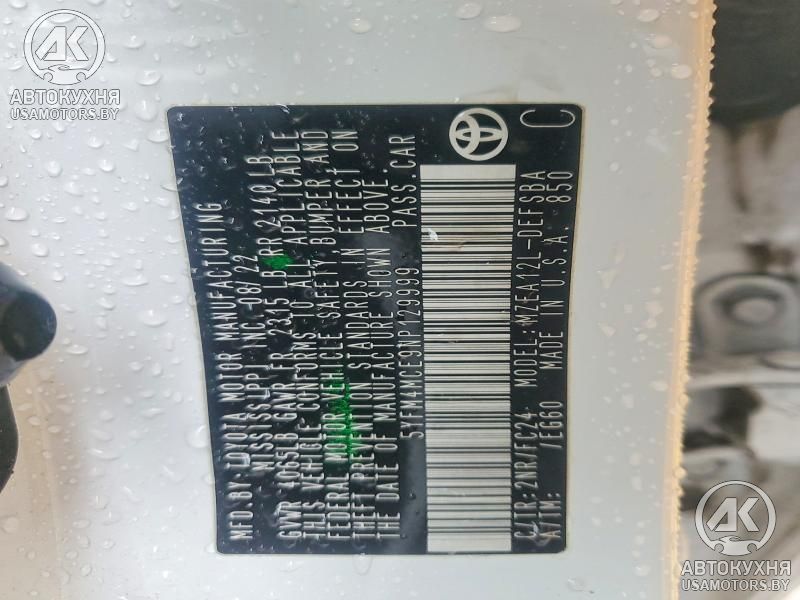 АВТОКУХНЯ
USAMOTORS.BY
MFD BY: TOYOTA MOTOR MANUFACTURING
MISSISSIPPI INC. 08/22
GVWR 4065LB GAWR FR 2315 LB RR 2140LB
THIS VEHICLE CONFORMS TO ALL APPLICABLE
FEDERAL MOTOR VEHICLE SAFETY BUMPER, AND
THEFT PREVENTION STANDARDS IN EFFECT ON
THE DATE OF MANUFACTURE SHOWN ABOVE.
5YFM4MCE9NP129999 PASS.CAR
C/TR: 2NR/FC24 MODEL: MZEA12L-DEFSBA
A/TM: /EG60 MADE IN U.S.A. 850
C
АВТОКУХНЯ
USAMOTORS.BY